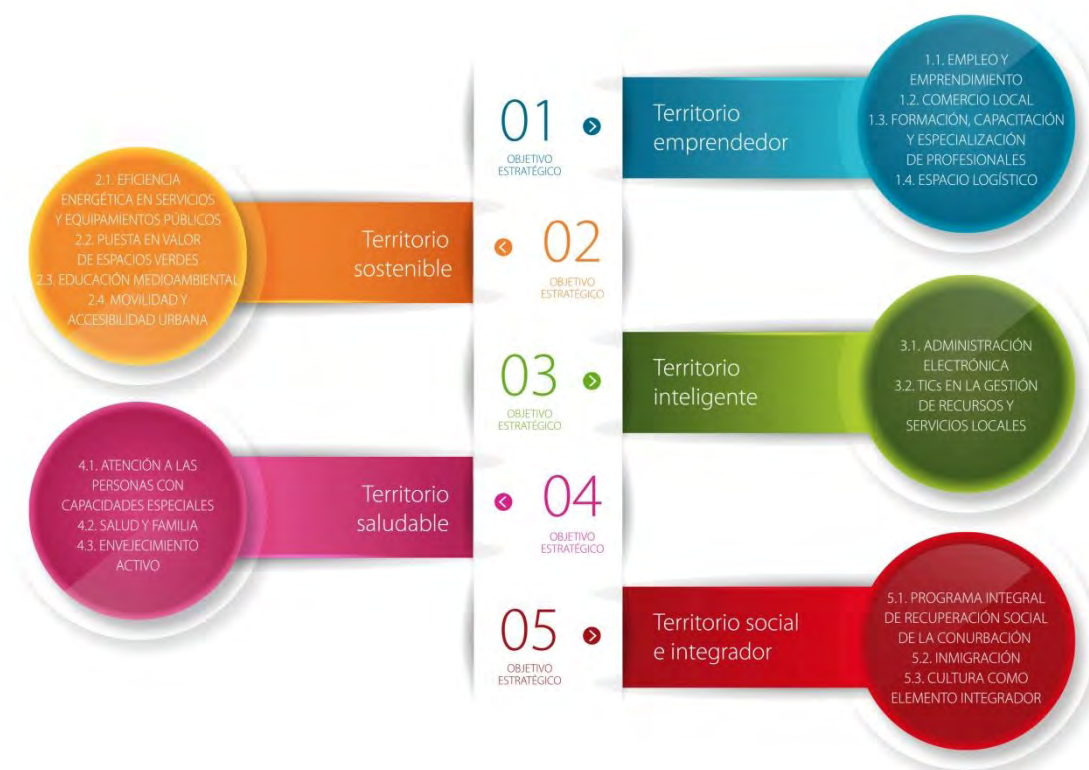 01
OBJETIVO
ESTRATÉGICO
Territorio
emprendedor
1.1. EMPLEO Y
EMPRENDIMIENTO
1.2. COMERCIO LOCAL
1.3. FORMACIÓN, CAPACITACIÓN
Y ESPECIALIZACIÓN
DE PROFESIONALES
1.4. ESPACIO LOGÍSTICO
02
OBJETIVO
ESTRATÉGICO
Territorio
sostenible
2.1. EFICIENCIA
ENERGÉTICA EN SERVICIOS
Y EQUIPAMIENTOS PÚBLICOS
2.2. PUESTA EN VALOR
DE ESPACIOS VERDES
2.3. EDUCACIÓN MEDIOAMBIENTAL
2.4. MOVILIDAD Y
ACCESIBILIDAD URBANA
03
OBJETIVO
ESTRATÉGICO
Territorio
inteligente
3.1. ADMINISTRACIÓN
ELECTRÓNICA
3.2. TICs EN LA GESTIÓN
DE RECURSOS Y
SERVICIOS LOCALES
04
OBJETIVO
ESTRATÉGICO
Territorio
saludable
4.1. ATENCIÓN A LAS
PERSONAS CON
CAPACIDADES ESPECIALES
4.2. SALUD Y FAMILIA
4.3. ENVEJECIMIENTO
ACTIVO
05
OBJETIVO
ESTRATÉGICO
Territorio social
e integrador
5.1. PROGRAMA INTEGRAL
DE RECUPERACIÓN SOCIAL
DE LA CONURBACIÓN
5.2. INMIGRACIÓN
5.3. CULTURA COMO
ELEMENTO INTEGRADOR